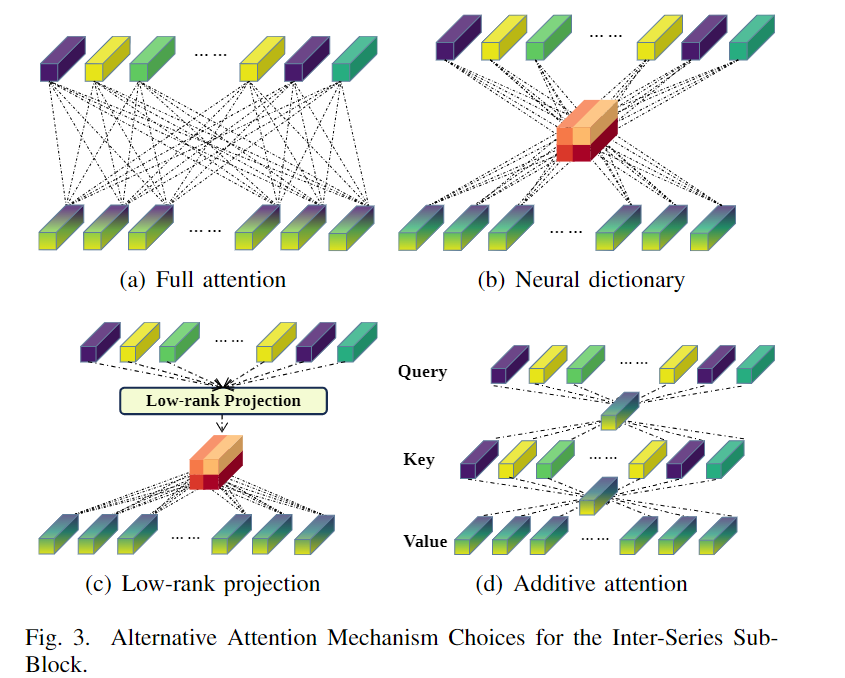 ... ...
... ...
... ...
... ...
(a) Full attention
(b) Neural dictionary
... ...
Low-rank Projection
... ...
(c) Low-rank projection
Query
... ...
Key
... ...
Value
... ...
(d) Additive attention
Fig. 3. Alternative Attention Mechanism Choices for the Inter-Series Sub-
Block.